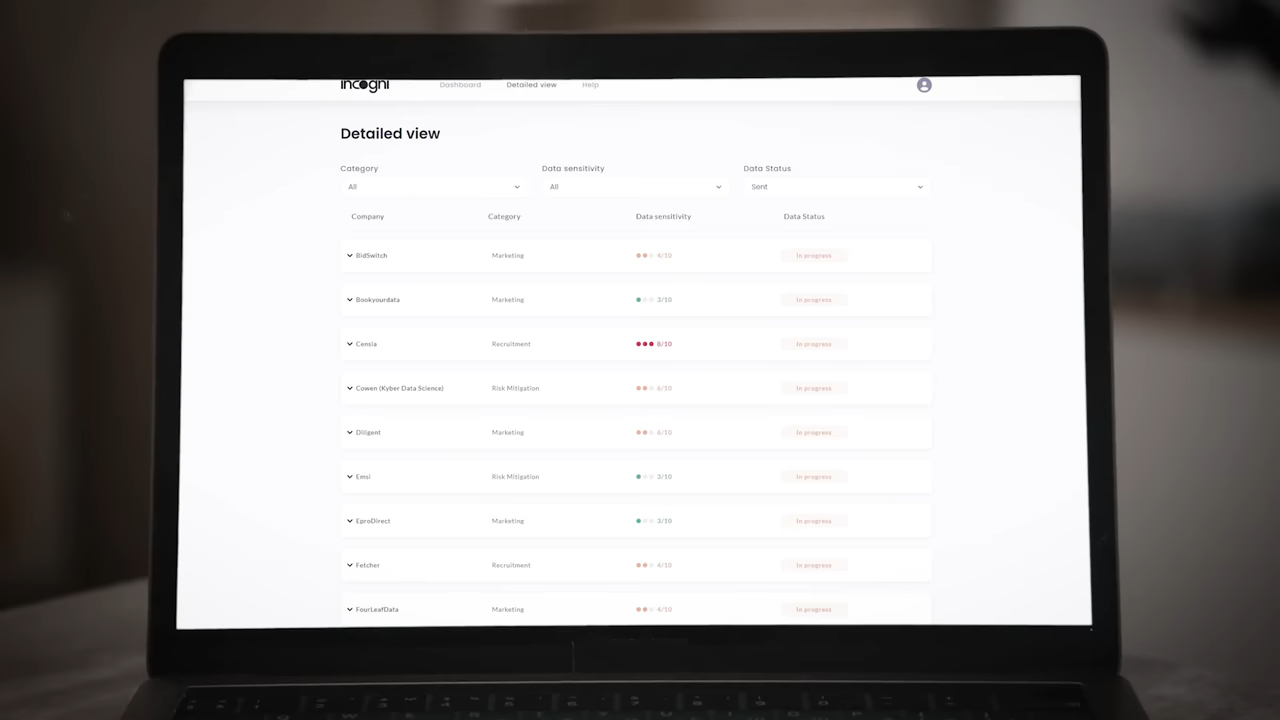 incogni Dashboard Detailed view Help
Detailed view
Category Data sensitivity Data Status
All All Sent
Company Category Data sensitivity Data Status
BidSwitch Marketing 4/10 In progress
Bookyourdata Marketing 3/10 In progress
Censia Recruitment 8/10 In progress
Cowen (Kyber Data Science) Risk Mitigation 6/10 In progress
Diligent Marketing 6/10 In progress
Emsi Risk Mitigation 3/10 In progress
EproDirect Marketing 3/10 In progress
Fetcher Recruitment 4/10 In progress
FourLeafData Marketing 4/10 In progress